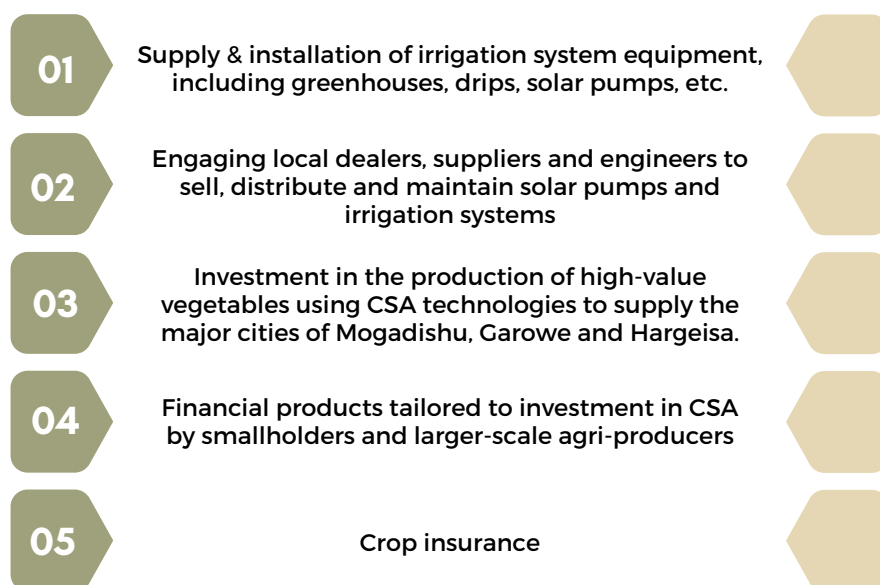 01
Supply & installation of irrigation system equipment,
including greenhouses, drips, solar pumps, etc.
02
Engaging local dealers, suppliers and engineers to
sell, distribute and maintain solar pumps and
irrigation systems
03
Investment in the production of high-value
vegetables using CSA technologies to supply the
major cities of Mogadishu, Garowe and Hargeisa.
04
Financial products tailored to investment in CSA
by smallholders and larger-scale agri-producers
05
Crop insurance